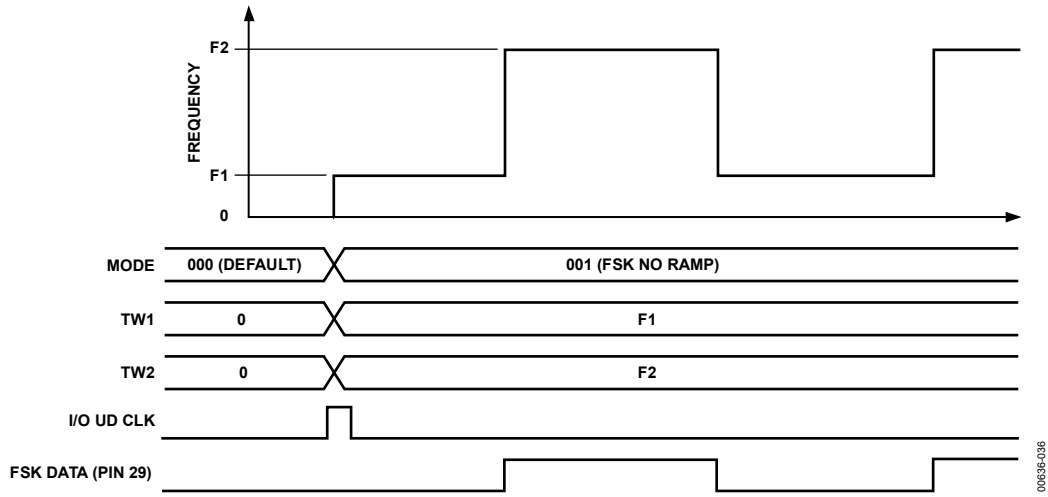 F2
FREQUENCY
F1
0
MODE 000 (DEFAULT) 001 (FSK NO RAMP)
TW1 0 F1
TW2 0 F2
I/O UD CLK
FSK DATA (PIN 29)
00636-036